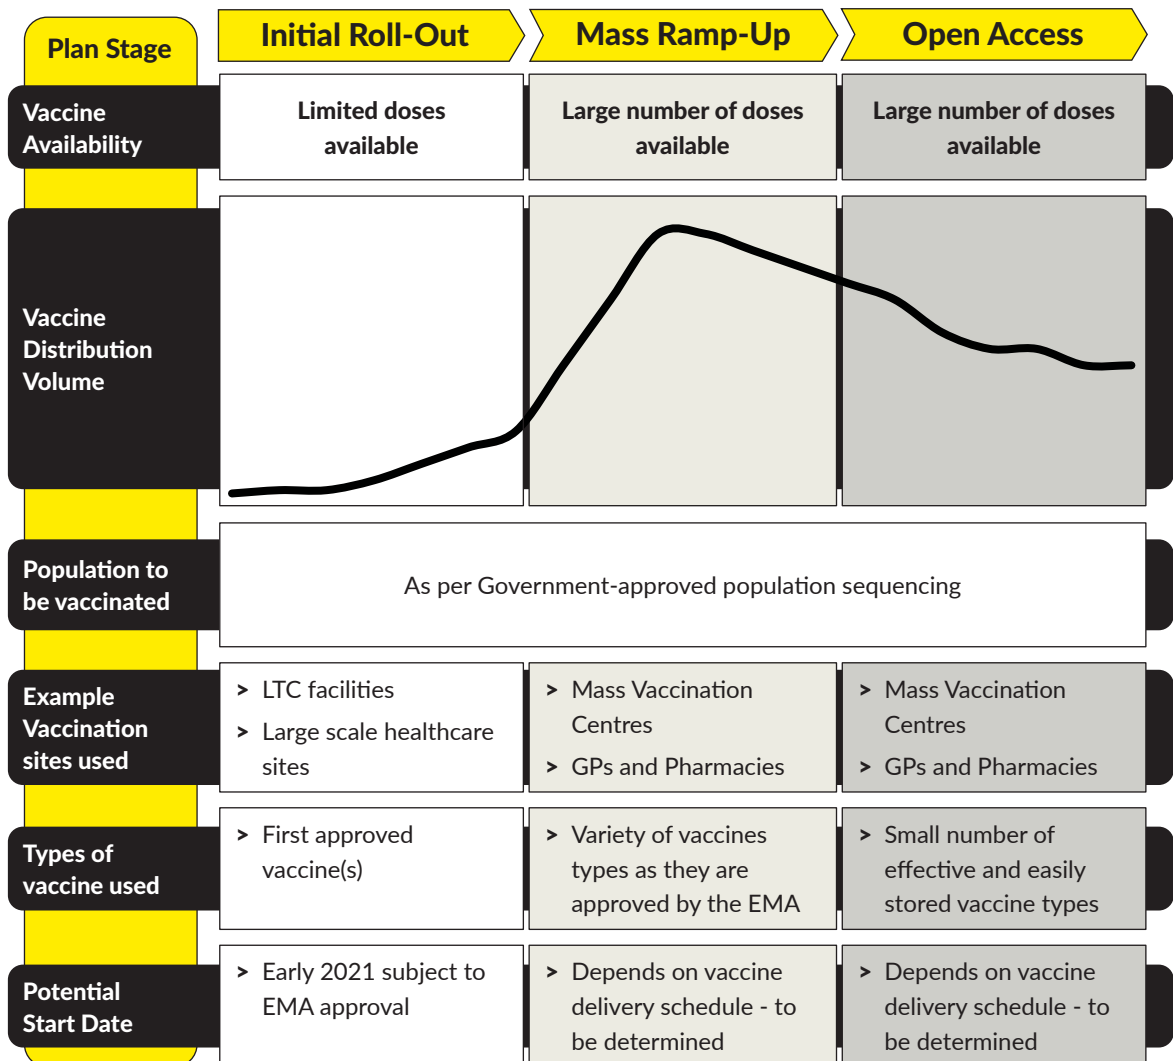 Plan Stage
Initial Roll-Out
Mass Ramp-Up
Open Access
Vaccine
Availability
Limited doses
available
Large number of doses
available
Large number of doses
available
Vaccine
Distribution
Volume
Population to
be vaccinated
As per Government-approved population sequencing
Example
Vaccination
sites used
> LTC facilities
> Large scale healthcare
sites
> Mass Vaccination
Centres
> GPs and Pharmacies
> Mass Vaccination
Centres
> GPs and Pharmacies
Types of
vaccine used
> First approved
vaccine(s)
> Variety of vaccines
types as they are
approved by the EMA
> Small number of
effective and easily
stored vaccine types
Potential
Start Date
> Early 2021 subject to
EMA approval
> Depends on vaccine
delivery schedule - to
be determined
> Depends on vaccine
delivery schedule - to
be determined